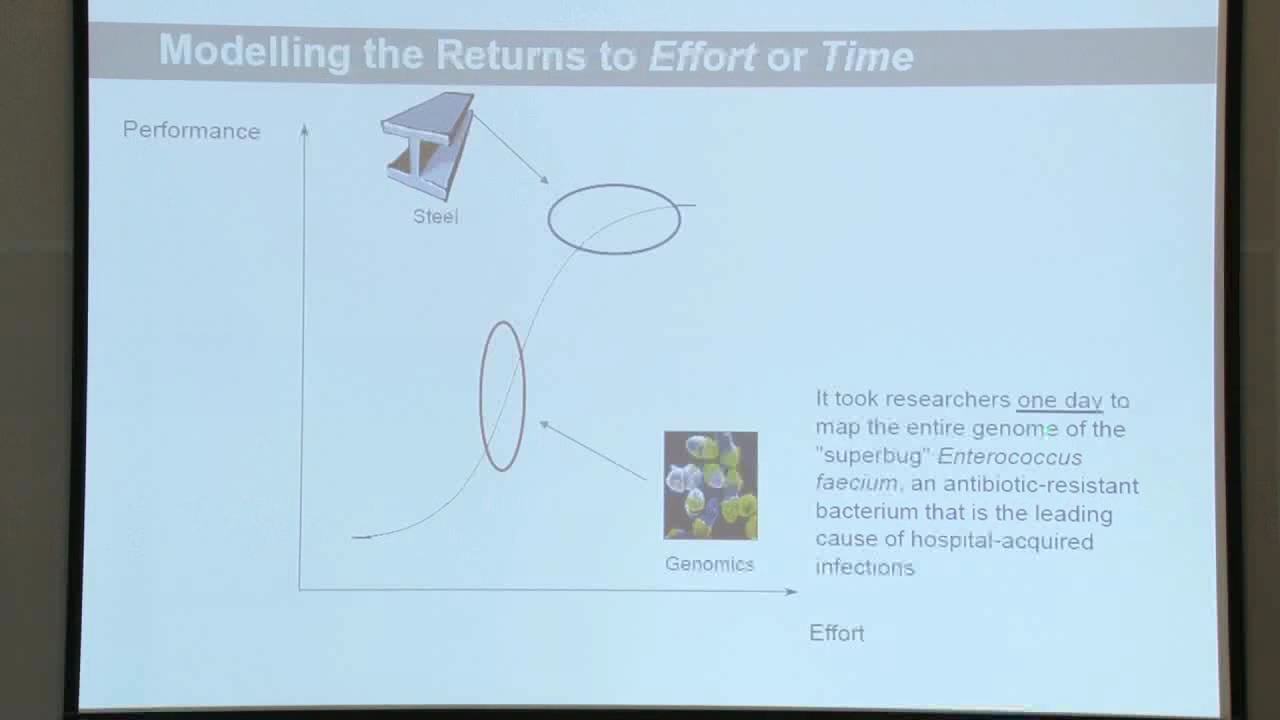 Modelling the Returns to Effort or Time
Performance
Steel
It took researchers one day to
map the entire genome of the
"superbug" Enterococcus
faecium, an antibiotic-resistant
bacterium that is the leading
cause of hospital-acquired
infections
Genomics
Effort